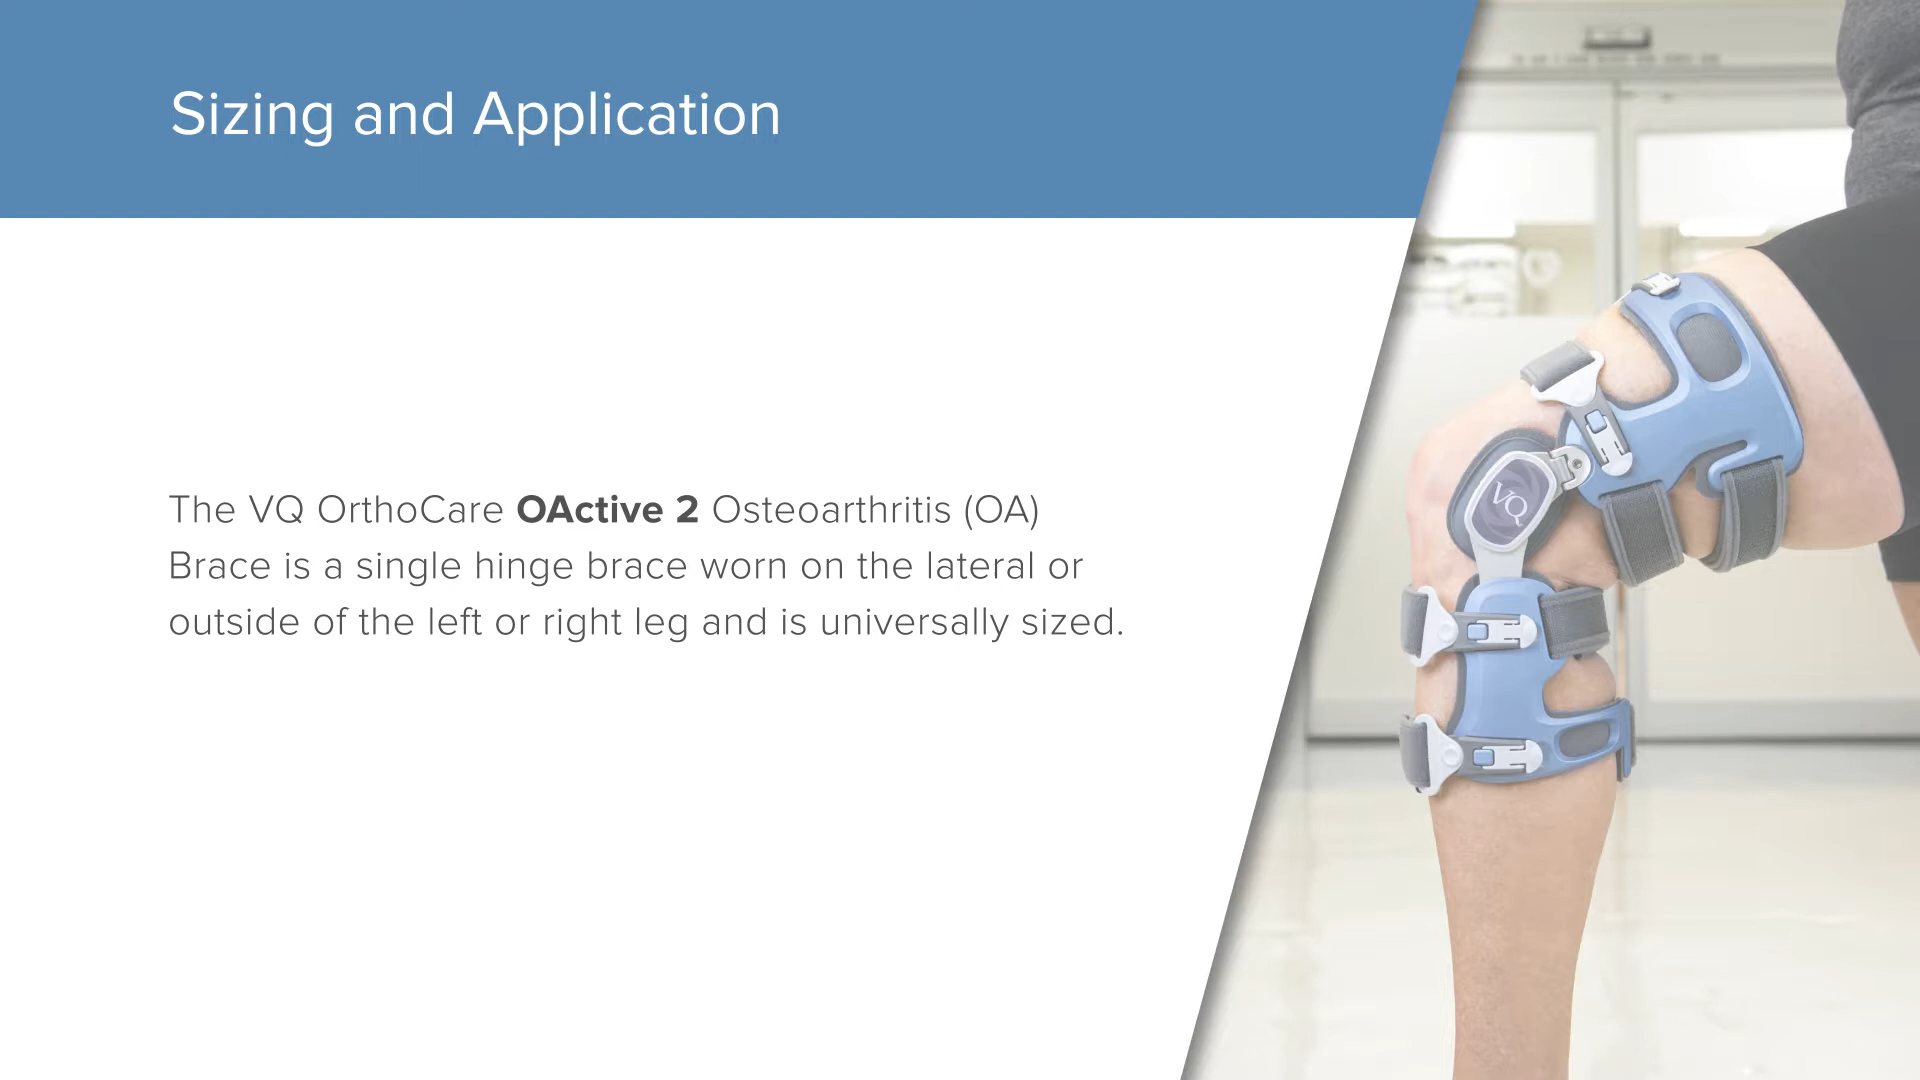 Sizing and Application
The VQ OrthoCare OActive 2 Osteoarthritis (OA)
Brace is a single hinge brace worn on the lateral or
outside of the left or right leg and is universally sized.
VQ